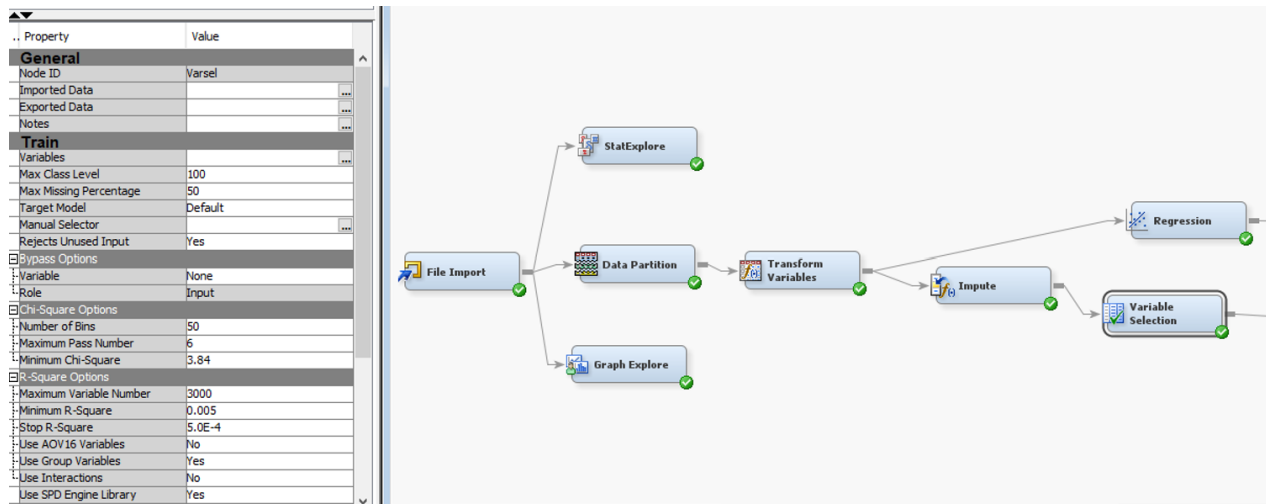 .. Property Value
General
Node ID Varsel
Imported Data ...
Exported Data ...
Notes ...
Train
Variables ...
Max Class Level 100
Max Missing Percentage 50
Target Model Default
Manual Selector ...
Rejects Unused Input Yes
Bypass Options
Variable None
Role Input
Chi-Square Options
Number of Bins 50
Maximum Pass Number 6
Minimum Chi-Square 3.84
R-Square Options
Maximum Variable Number 3000
Minimum R-Square 0.005
Stop R-Square 5.0E-4
Use AOV16 Variables No
Use Group Variables Yes
Use Interactions No
Use SPD Engine Library Yes
StatExplore
Regression
File Import
Data Partition
Transform
Variables
Impute
Variable
Selection
Graph Explore